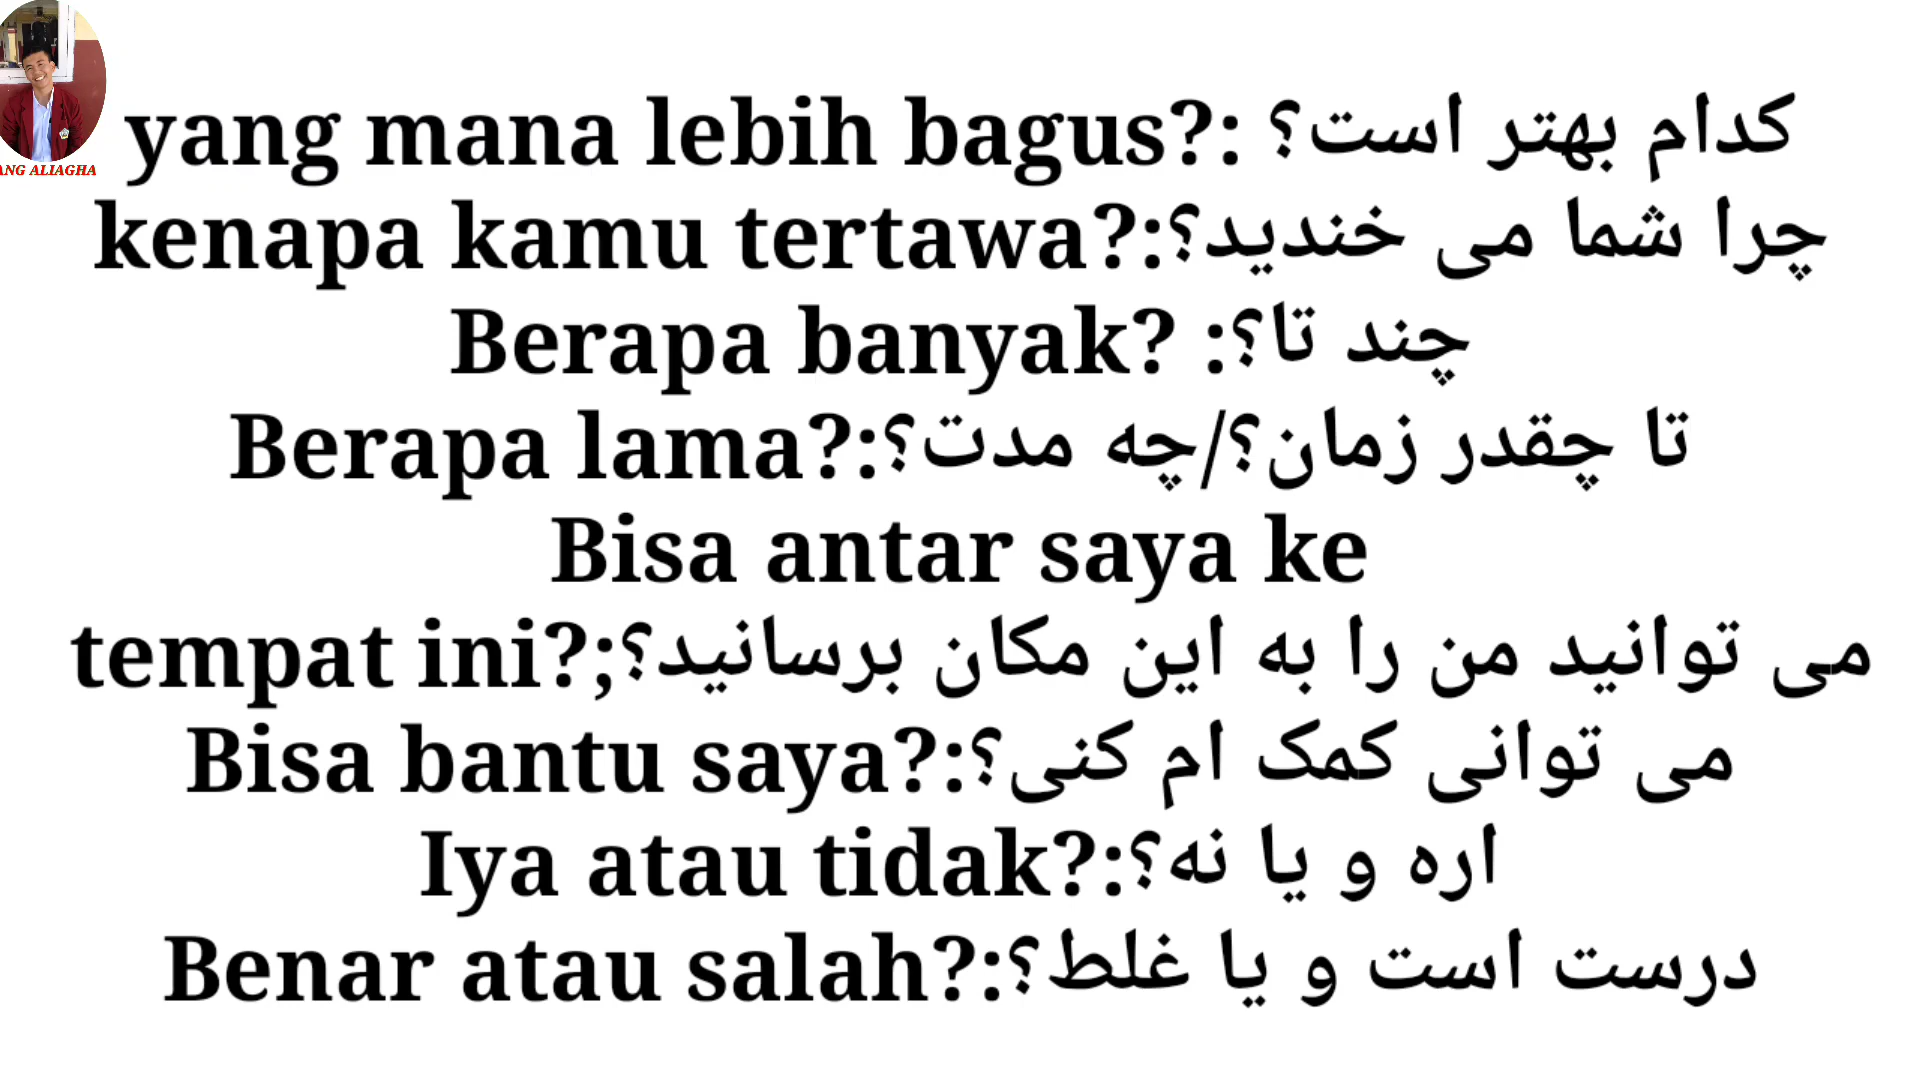 ANG ALIAGHA
yang mana lebih bagus?: کدام بهتر است؟
kenapa kamu tertawa?:چرا شما می خندید؟
Berapa banyak? :چند تا؟
Berapa lama?:تا چقدر زمان؟/چه مدت؟
Bisa antar saya ke
tempat ini?;می توانید من را به این مکان برسانید؟
Bisa bantu saya?:می توانی کمک ام کنی؟
Iya atau tidak?:اره و یا نه؟
Benar atau salah?:درست است و یا غلط؟